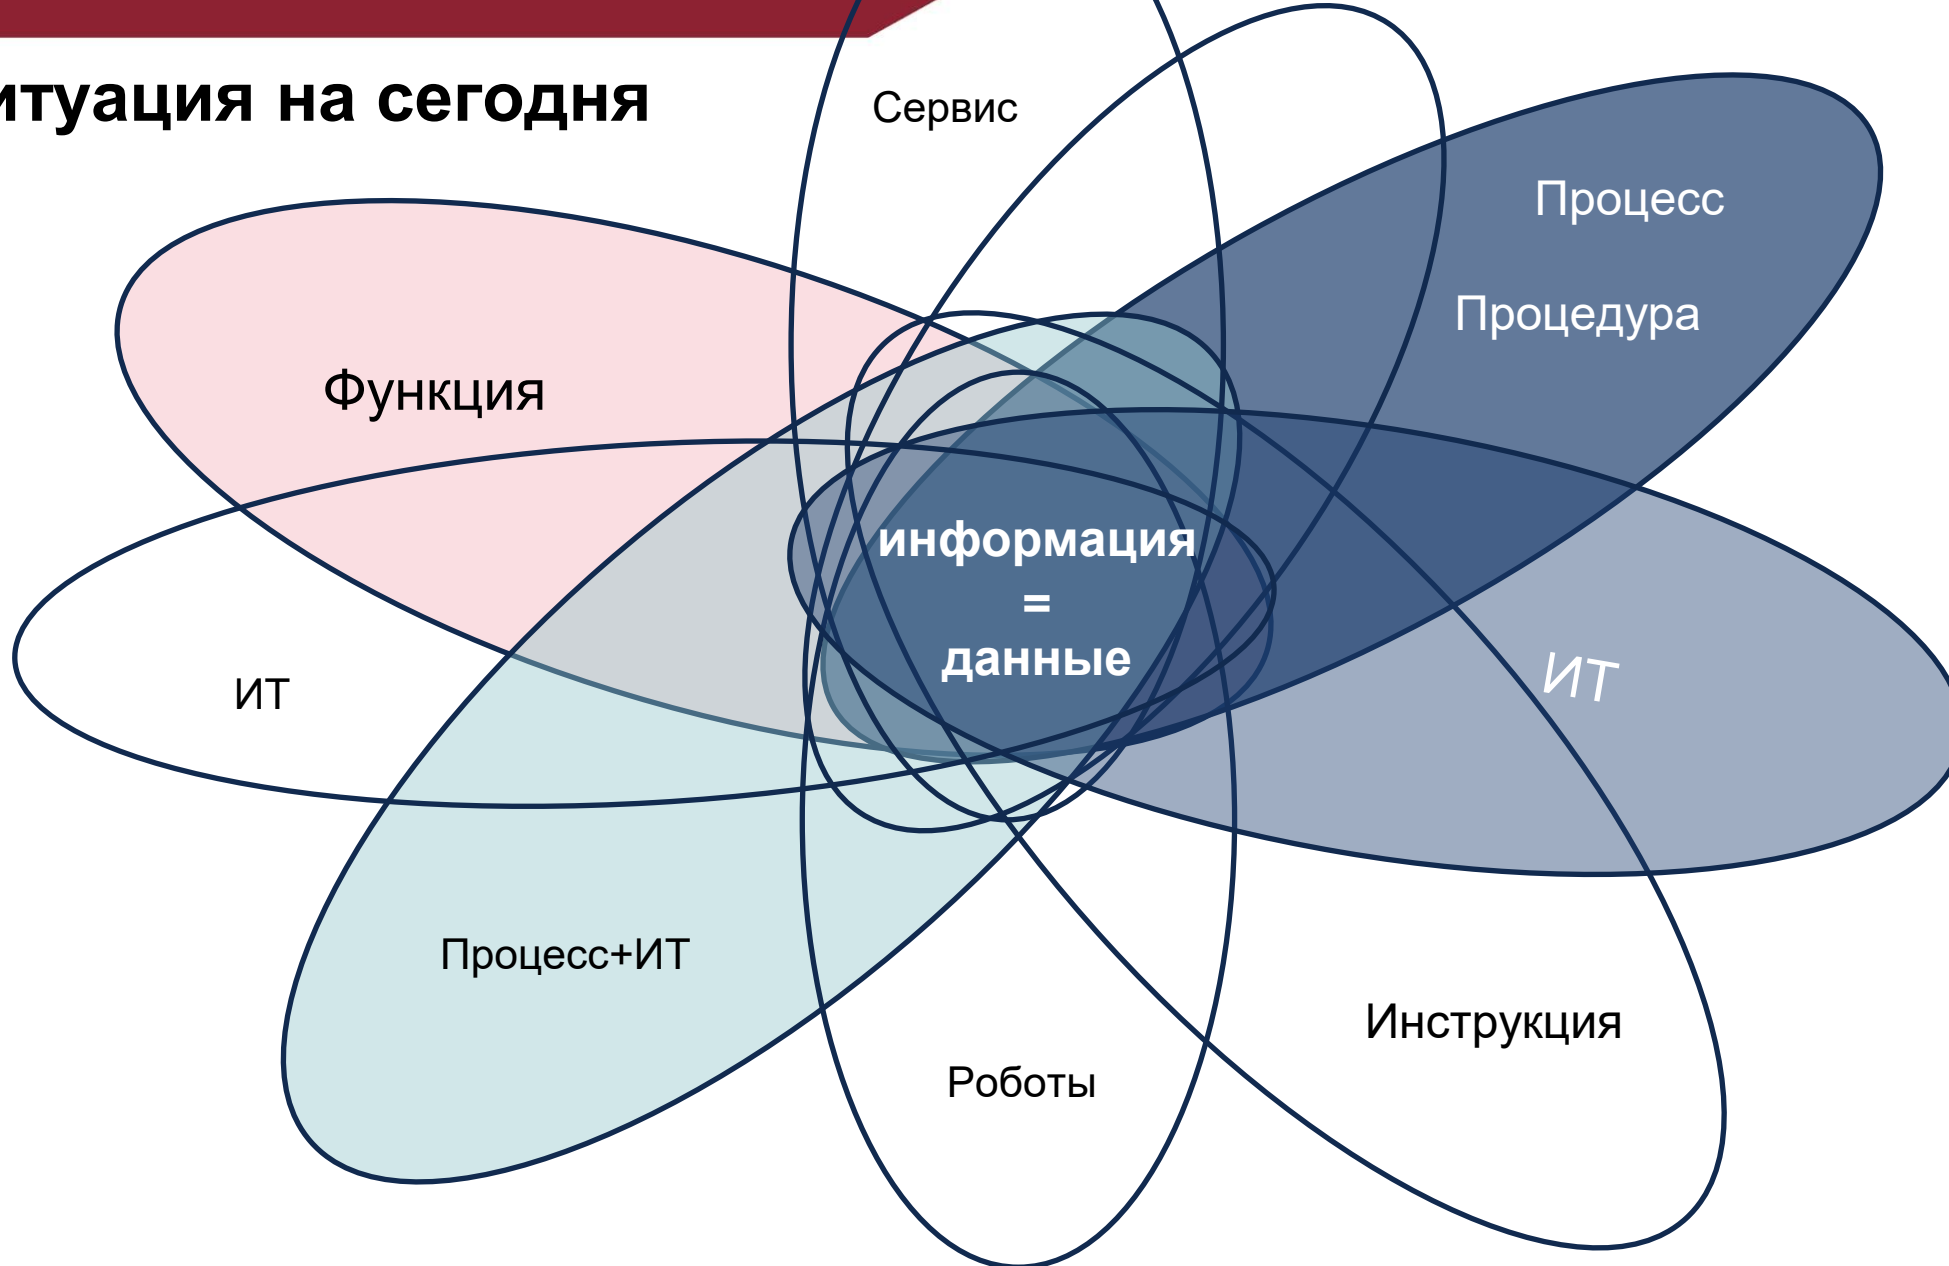 итуация на сегодня
Сервис
Процесс
Процедура
Функция
информация
=
данные
ИТ
ИТ
Процесс+ИТ
Инструкция
Роботы